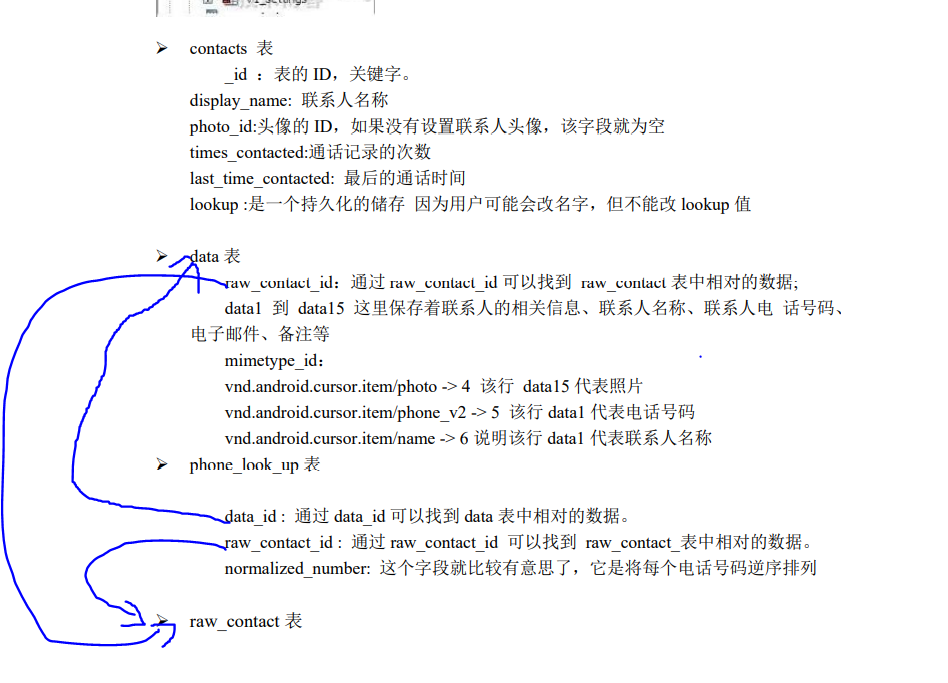 contacts 表
_id ：表的 ID，关键字。
display_name: 联系人名称
photo_id:头像的 ID，如果没有设置联系人头像，该字段就为空
times_contacted:通话记录的次数
last_time_contacted: 最后的通话时间
lookup :是一个持久化的储存 因为用户可能会改名字，但不能改 lookup 值
data 表
raw_contact_id：通过 raw_contact_id 可以找到 raw_contact 表中相对的数据;
data1 到 data15 这里保存着联系人的相关信息、联系人名称、联系人电 话号码、
电子邮件、备注等
mimetype_id：
vnd.android.cursor.item/photo -> 4 该行 data15 代表照片
vnd.android.cursor.item/phone_v2 -> 5 该行 data1 代表电话号码
vnd.android.cursor.item/name -> 6 说明该行 data1 代表联系人名称
phone_look_up 表
data_id : 通过 data_id 可以找到 data 表中相对的数据。
raw_contact_id : 通过 raw_contact_id 可以找到 raw_contact_表中相对的数据。
normalized_number: 这个字段就比较有意思了，它是将每个电话号码逆序排列
raw_contact 表